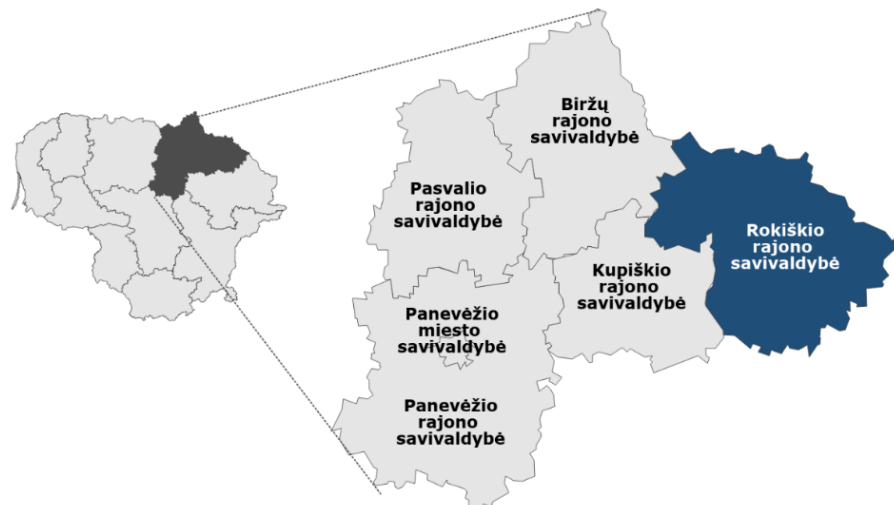 Biržų
rajono
savivaldybė
Pasvalio
rajono
savivaldybė
Rokiškio
rajono
savivaldybė
Kupiškio
rajono
savivaldybė
Panevėžio
miesto
savivaldybė
Panevėžio
rajono
savivaldybė